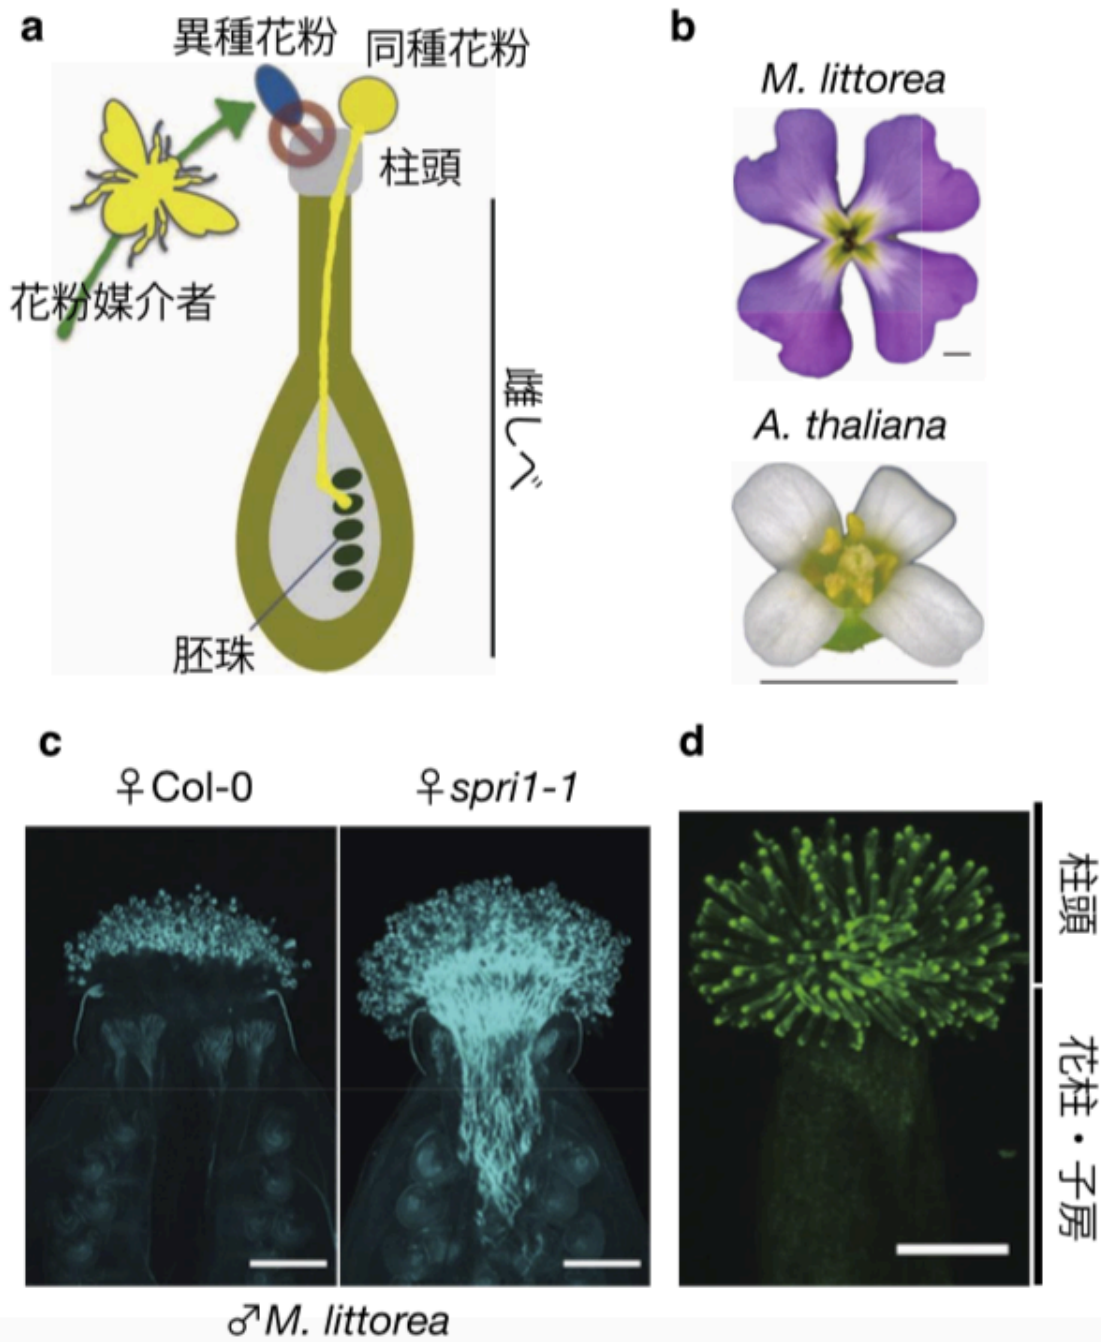 a
異種花粉
同種花粉
柱頭
花粉媒介者
雌しべ
胚珠
b
M. littorea
A. thaliana
c
♀Col-0
♀spri1-1
♂M. littorea
d
柱頭
花柱・子房